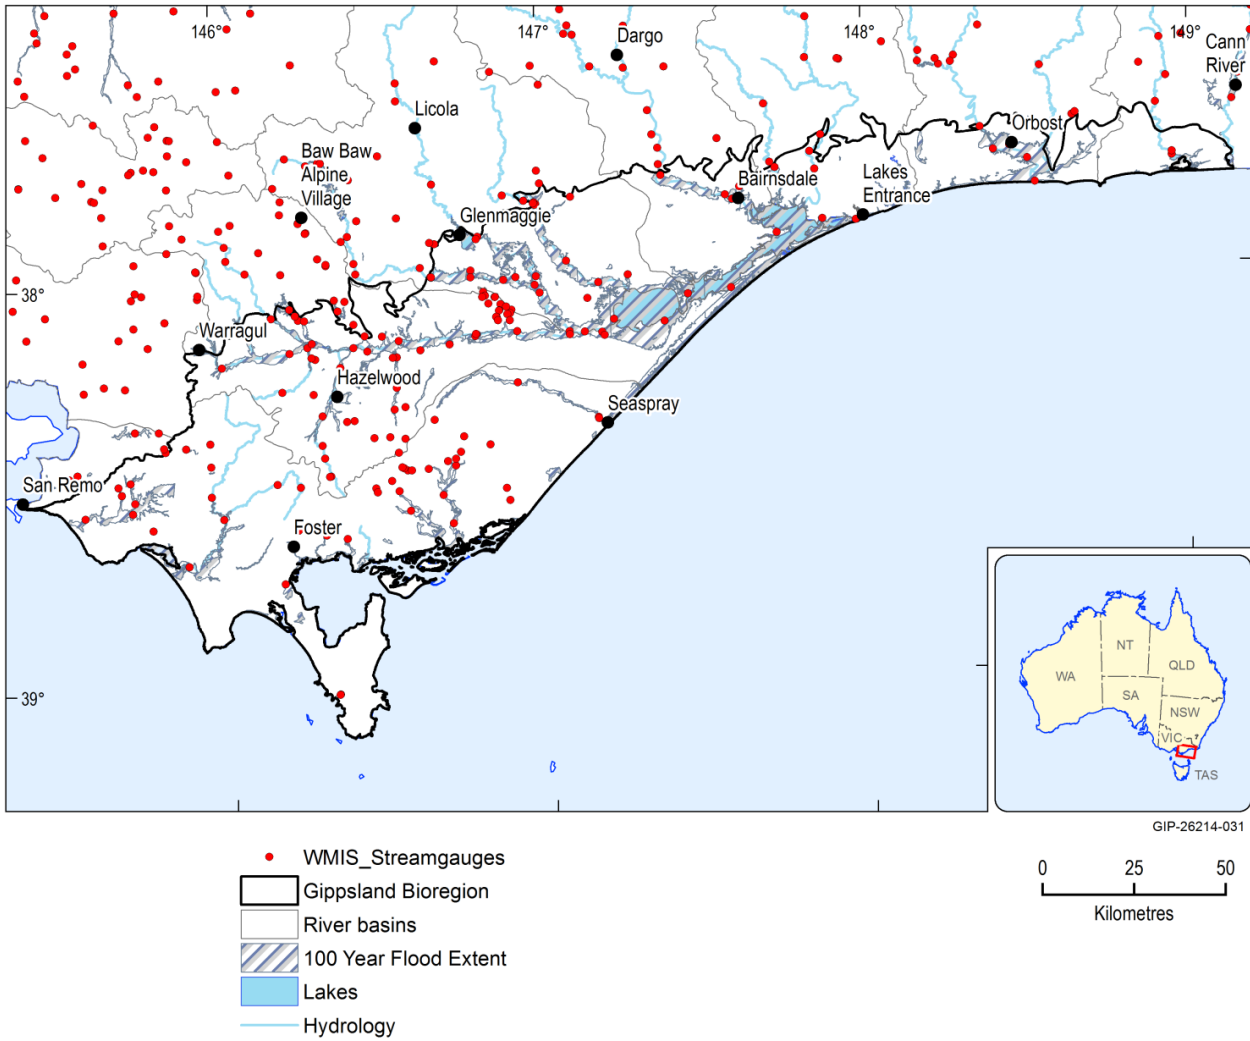 146°
147°
148°
149°
Dargo
Cann
River
Licola
Orbost
Baw Baw
Alpine
Village
Bairnsdale
Lakes
Entrance
Glenmaggie
38°
Warragul
Hazelwood
Seaspray
San Remo
Foster
39°
NT
WA
QLD
SA
NSW
VIC
TAS
GIP-26214-031
WMIS_Streamgauges
Gippsland Bioregion
River basins
100 Year Flood Extent
Lakes
Hydrology
0 25 50
Kilometres